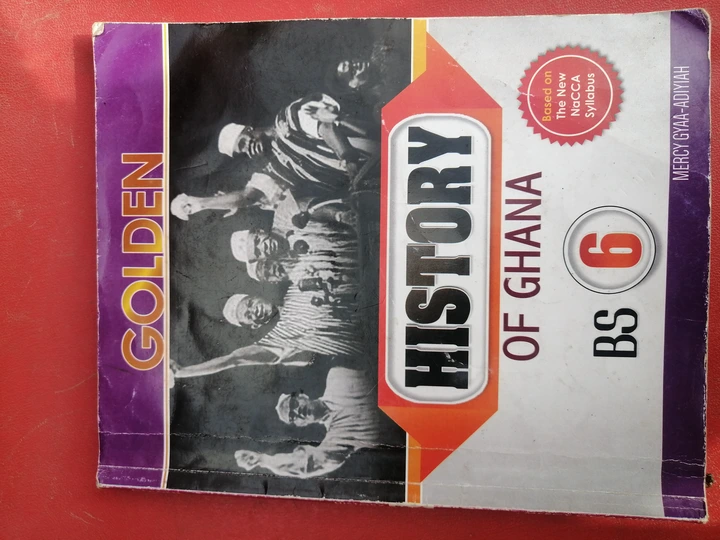 GOLDEN
Based on
The New
NaCCA
Syllabus
HISTORY
OF GHANA
BS 6
MERCY GYAA-ADIYIAH